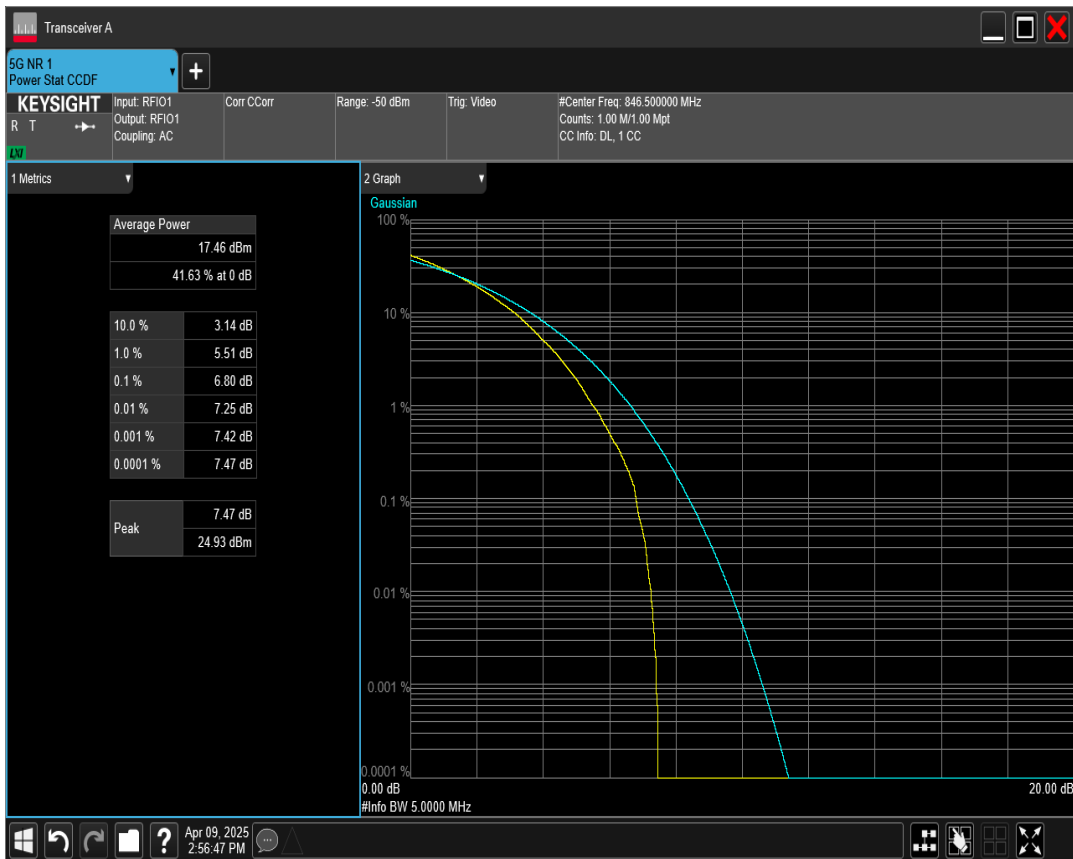 Transceiver A
5G NR 1
Power Stat CCDF
+
KEYSIGHT
R T
LXI
Input: RFIO1
Output: RFIO1
Coupling: AC
Corr CCorr
Range: -50 dBm
Trig: Video
#Center Freq: 846.500000 MHz
Counts: 1.00 M/1.00 Mpt
CC Info: DL, 1 CC
1 Metrics
Average Power
17.46 dBm
41.63 % at 0 dB
10.0 % 3.14 dB
1.0 % 5.51 dB
0.1 % 6.80 dB
0.01 % 7.25 dB
0.001 % 7.42 dB
0.0001 % 7.47 dB
Peak
7.47 dB
24.93 dBm
2 Graph
Gaussian
100 %
10 %
1 %
0.1 %
0.01 %
0.001 %
0.0001 %
0.00 dB
20.00 dB
#Info BW 5.0000 MHz
?
Apr 09, 2025
2:56:47 PM